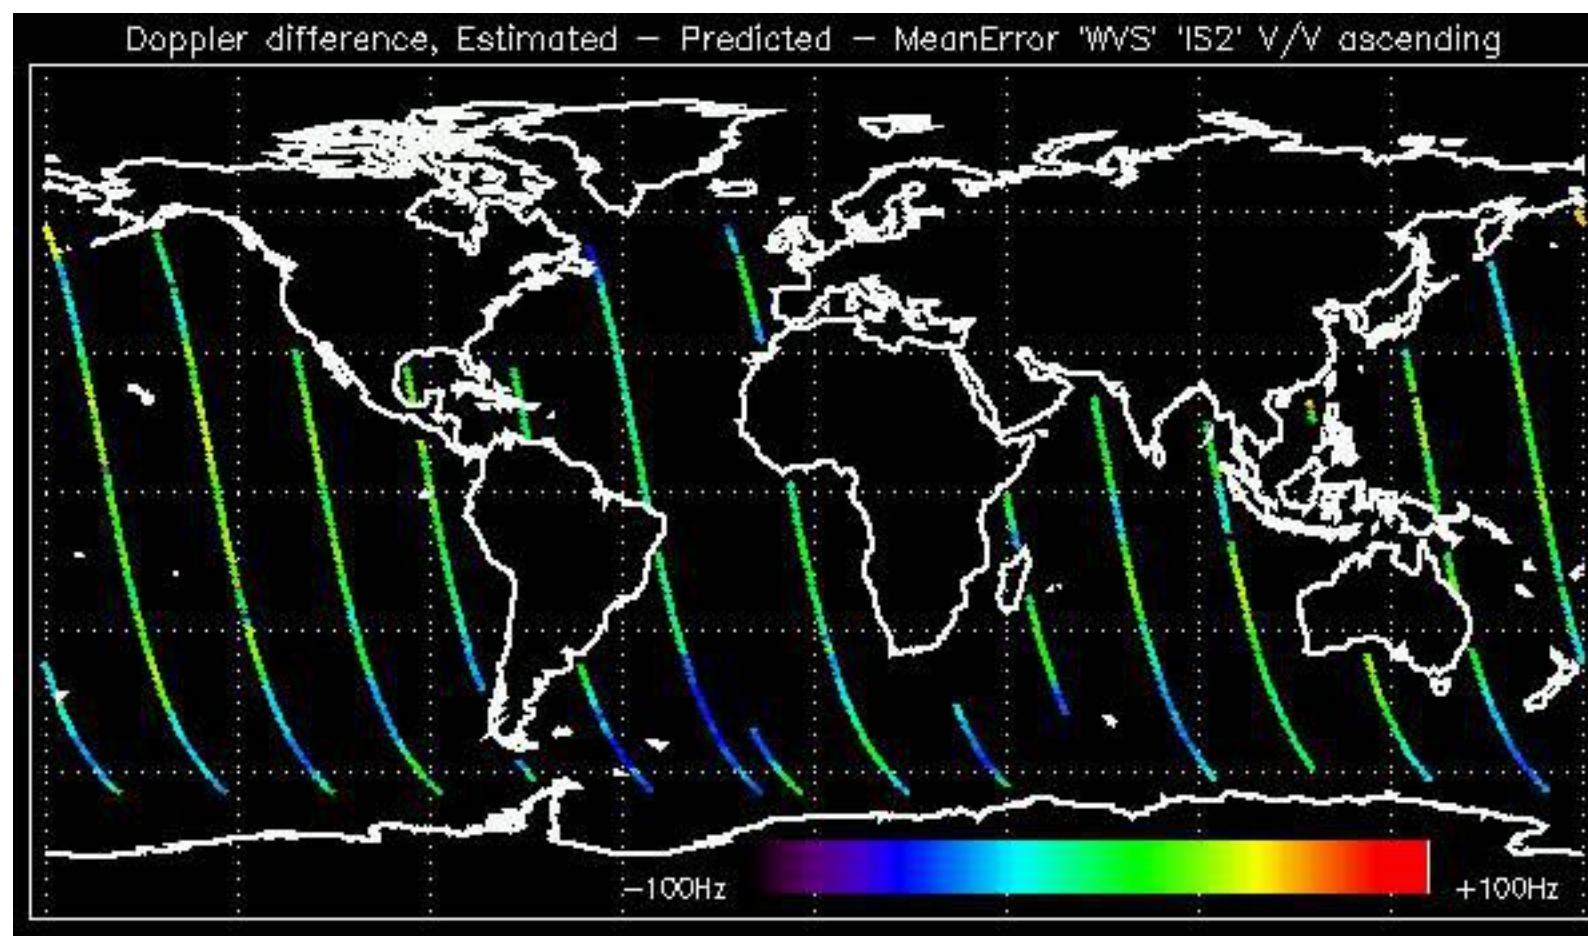 Doppler difference, Estimated – Predicted – MeanError 'WVS' 'IS2' V/V ascending
–100Hz +100Hz